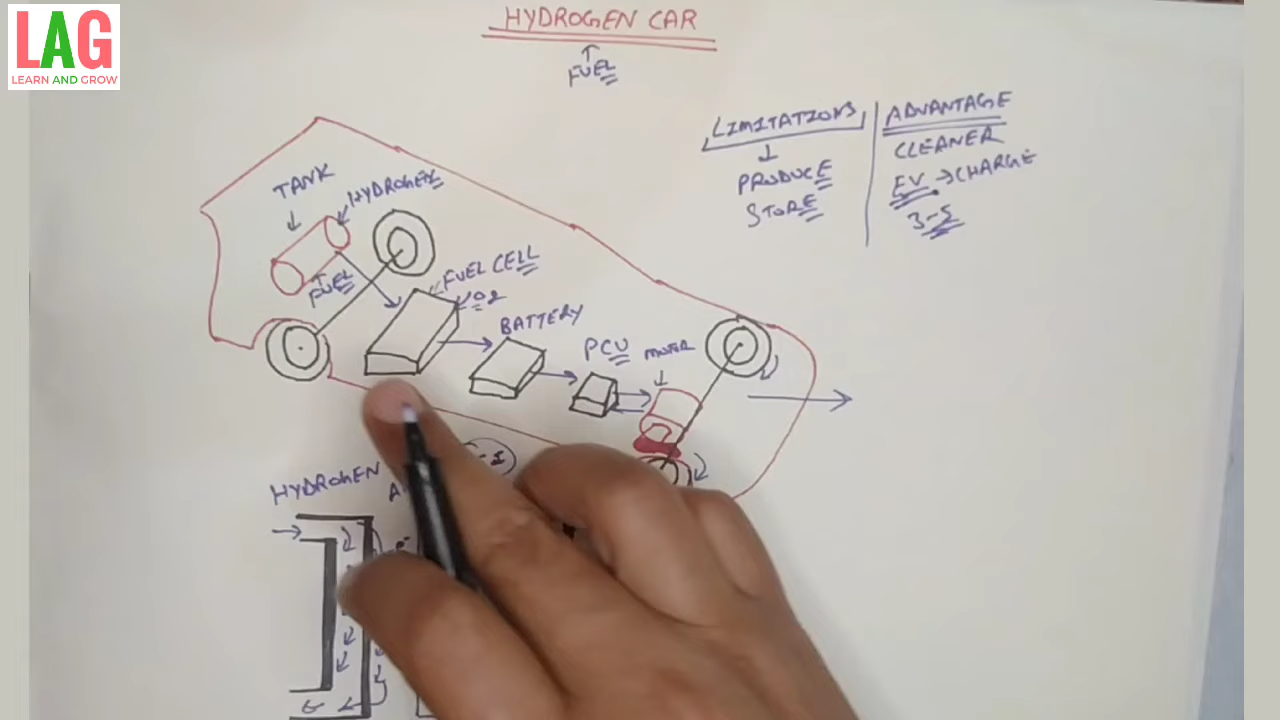 LAG
LEARN AND GROW
HYDROGEN CAR
FUEL
LIMITATIONS
PRODUCE
STORE
ADVANTAGE
CLEANER
EV → CHARGE
3-5
TANK
HYDROGEN
FUEL
FUEL CELL
O2
BATTERY
PCU
MOTER
HYDROGEN
e-